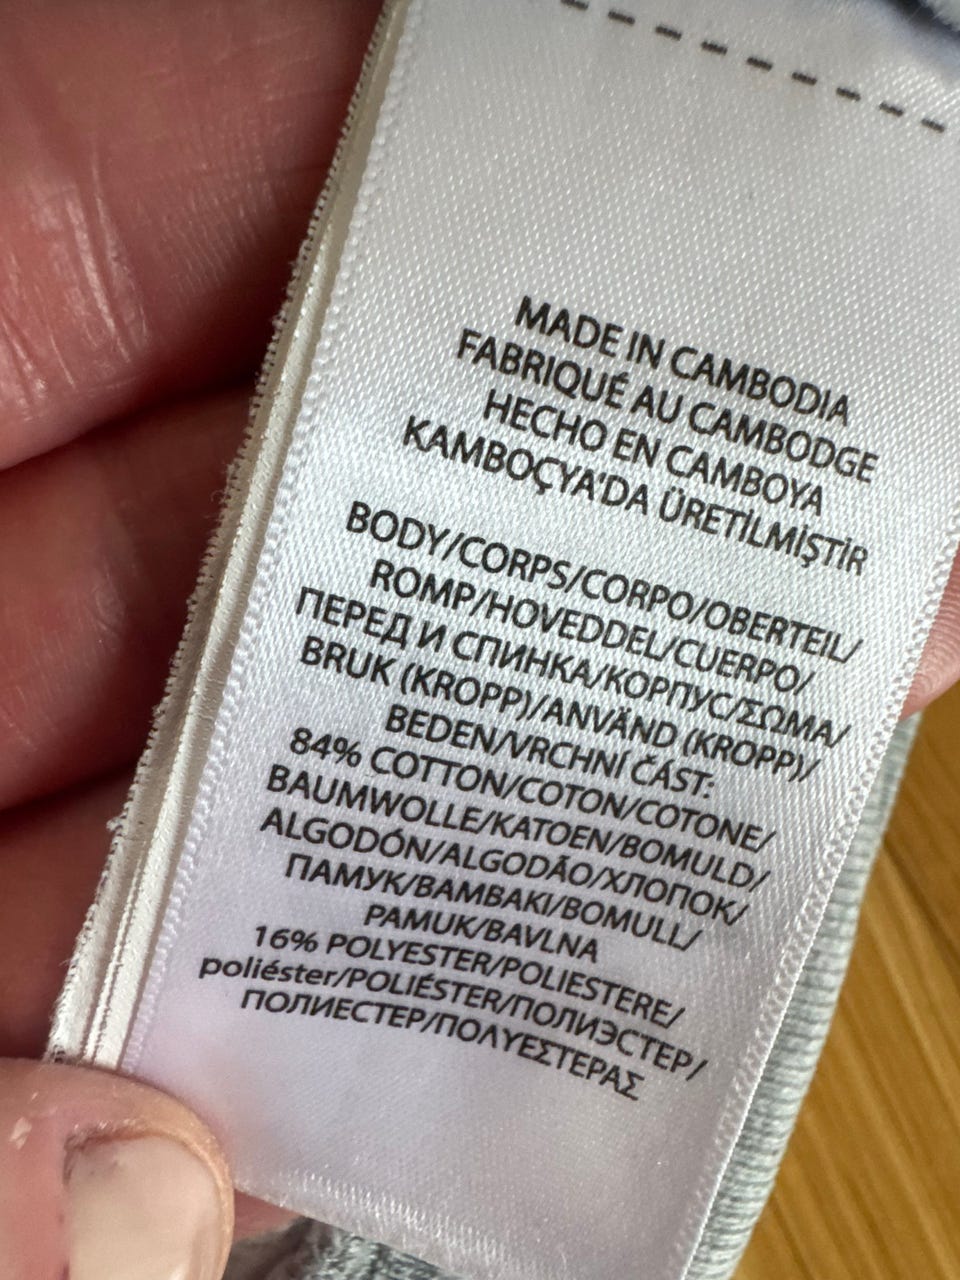 MADE IN CAMBODIA
FABRIQUÉ AU CAMBODGE
HECHO EN CAMBOYA
KAMBOÇYA'DA ÜRETİLMİŞTİR
BODY/CORPS/CORPO/OBERTEIL/
ROMP/HOVEDDEL/CUERPO/
ПЕРЕД И СПИНКА/КОРПУС/ΣΩΜΑ/
BRUK (KROPP)/ANVÄND (KROPP)/
BEDEN/VRCHNÍ ČÁST:
84% COTTON/COTON/COTONE/
BAUMWOLLE/KATOEN/BOMULD/
ALGODÓN/ALGODÃO/ХЛОПОК/
ПАМУК/ΒΑΜΒΑΚΙ/BOMULL/
PAMUK/BAVLNA
16% POLYESTER/POLIESTERE/
poliéster/POLIÉSTER/ПОЛИЭСТЕР/
ПОЛИЕСТЕР/ΠΟΛΥΕΣΤΕΡΑΣ